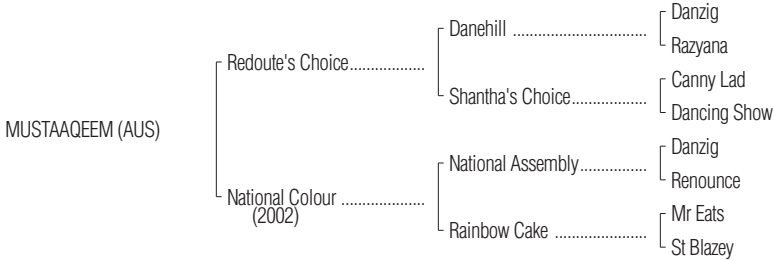 Danzig
Danehill ................................
Razyana
Redoute's Choice..................
Canny Lad
Shantha's Choice..................
Dancing Show
MUSTAAQEEM (AUS)
Danzig
National Assembly................
Renounce
National Colour ....................
(2002)
Mr Eats
Rainbow Cake ......................
St Blazey